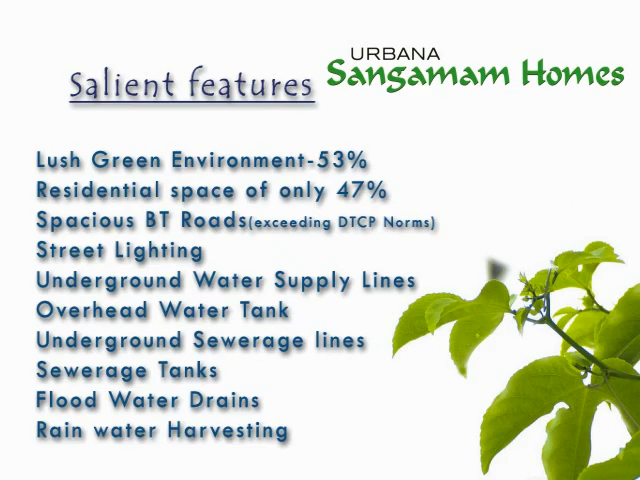 URBANA
Salient features Sangamam Homes
Lush Green Environment-53%
Residential space of only 47%
Spacious BT Roads(exceeding DTCP Norms)
Street Lighting
Underground Water Supply Lines
Overhead Water Tank
Underground Sewerage lines
Sewerage Tanks
Flood Water Drains
Rain water Harvesting